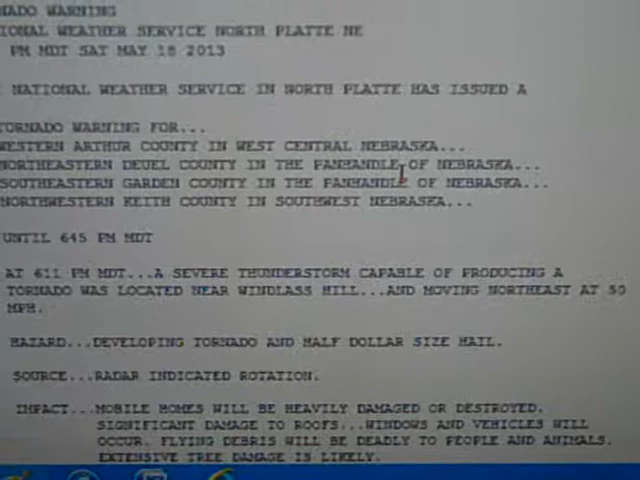 NADO WARNING
IONAL WEATHER SERVICE NORTH PLATTE NE
PM MDT SAT MAY 18 2013
NATIONAL WEATHER SERVICE IN NORTH PLATTE HAS ISSUED A
TORNADO WARNING FOR...
WESTERN ARTHUR COUNTY IN WEST CENTRAL NEBRASKA...
NORTHEASTERN DEUEL COUNTY IN THE PANHANDLE OF NEBRASKA...
SOUTHEASTERN GARDEN COUNTY IN THE PANHANDLE OF NEBRASKA...
NORTHWESTERN KEITH COUNTY IN SOUTHWEST NEBRASKA...
UNTIL 645 PM MDT
AT 611 PM MDT...A SEVERE THUNDERSTORM CAPABLE OF PRODUCING A
TORNADO WAS LOCATED NEAR WINDLASS HILL...AND MOVING NORTHEAST AT 50
MPH.
HAZARD...DEVELOPING TORNADO AND HALF DOLLAR SIZE HAIL.
SOURCE...RADAR INDICATED ROTATION.
IMPACT...MOBILE HOMES WILL BE HEAVILY DAMAGED OR DESTROYED.
SIGNIFICANT DAMAGE TO ROOFS...WINDOWS AND VEHICLES WILL
OCCUR. FLYING DEBRIS WILL BE DEADLY TO PEOPLE AND ANIMALS.
EXTENSIVE TREE DAMAGE IS LIKELY.